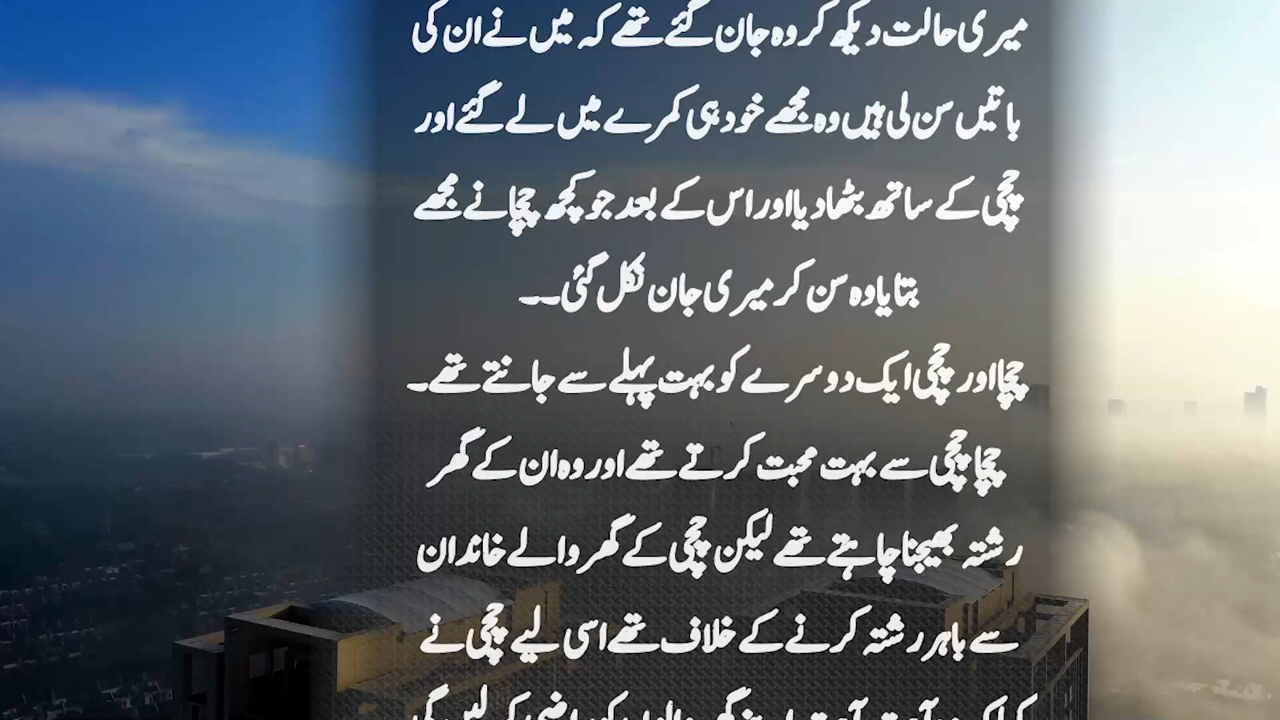 میری حالت دیکھ کر وہ جان گئے تھے کہ میں نے ان کی
باتیں سن لی ہیں وہ مجھے خود ہی کمرے میں لے گئے اور
چچی کے ساتھ بٹھا دیا اور اس کے بعد جو کچھ چچا نے مجھے
بتایا وہ سن کر میری جان نکل گئی۔۔
چچا اور چچی ایک دوسرے کو بہت پہلے سے جانتے تھے۔
چچا چچی سے بہت محبت کرتے تھے اور وہ ان کے گھر
رشتہ بھیجنا چاہتے تھے لیکن چچی کے گھر والے خاندان
سے باہر رشتہ کرنے کے خلاف تھے اسی لیے چچی نے